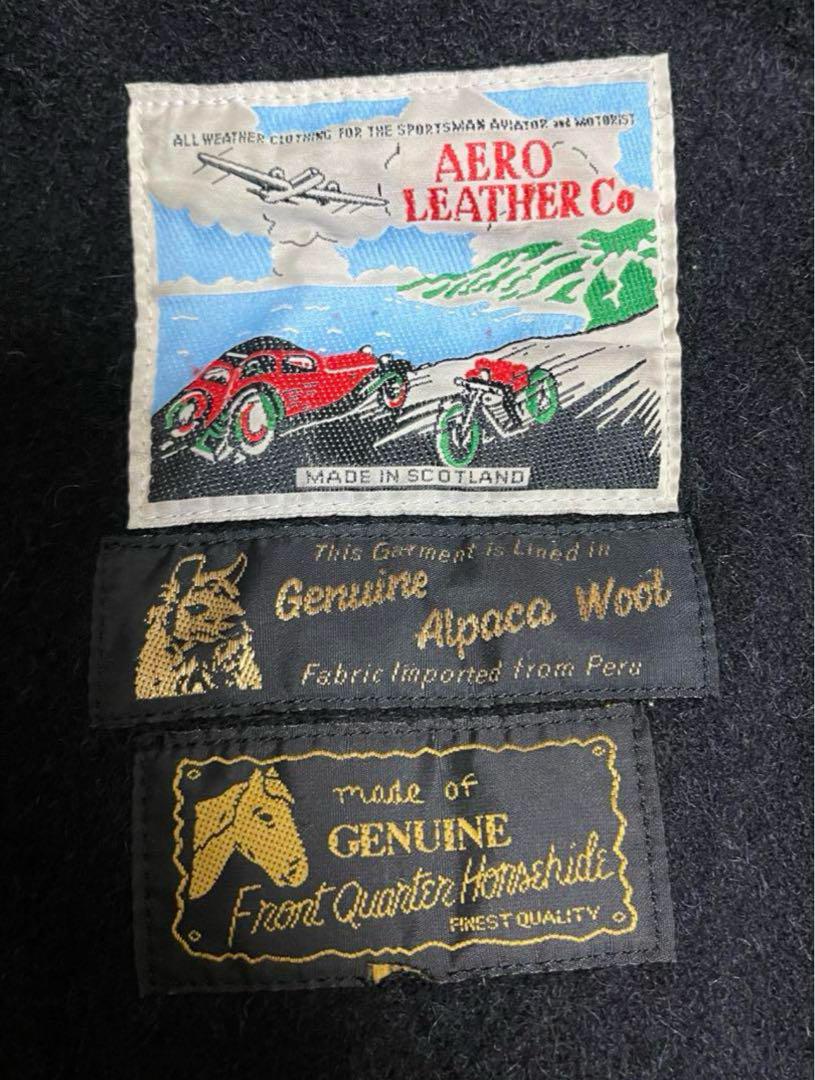 ALL WEATHER CLOTHING FOR THE SPORTSMAN AVIATOR AND MOTORIST
AERO
LEATHER Co
MADE IN SCOTLAND
This Garment is Lined in
Genuine
Alpaca Wool
Fabric Imported from Peru
made of
GENUINE
Front Quarter Horsehide
FINEST QUALITY